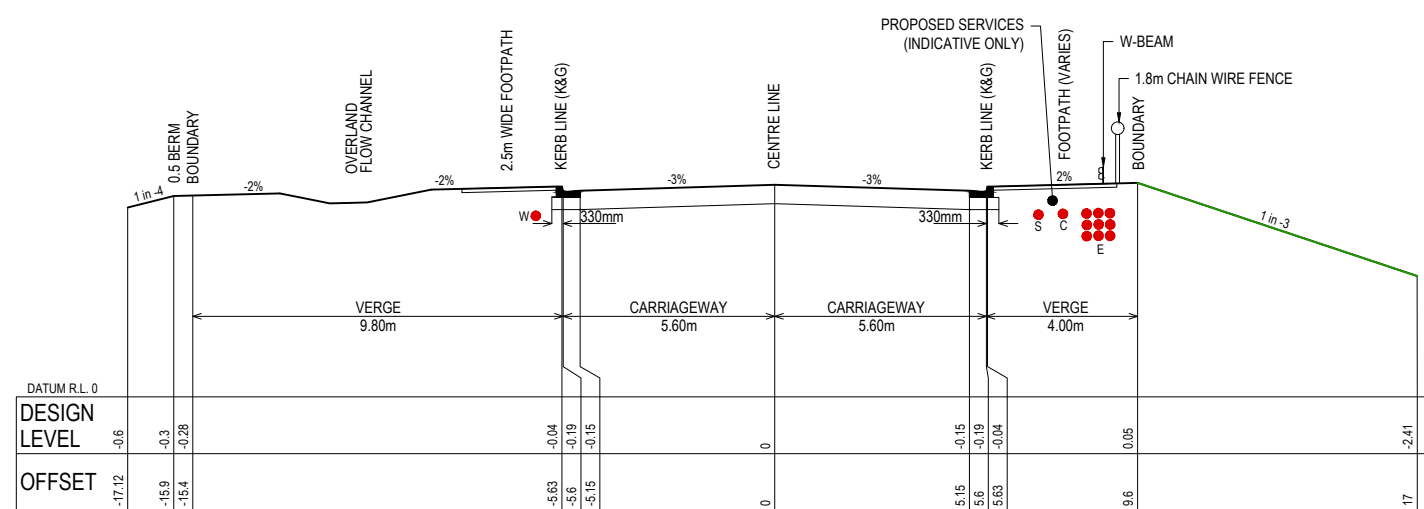 PROPOSED SERVICES
(INDICATIVE ONLY)
W-BEAM
1.8m CHAIN WIRE FENCE
0.5 BERM
BOUNDARY
OVERLAND
FLOW CHANNEL
2.5m WIDE FOOTPATH
KERB LINE (K&G)
CENTRE LINE
KERB LINE (K&G)
FOOTPATH (VARIES)
BOUNDARY
1 in -4
-2%
-2%
-3%
-3%
2%
1 in -3
W
330mm
330mm
S
C
E
VERGE
9.80m
CARRIAGEWAY
5.60m
CARRIAGEWAY
5.60m
VERGE
4.00m
DATUM R.L. 0
DESIGN
LEVEL
-0.6
-0.3
-0.28
-0.04
-0.19
-0.15
0
-0.15
-0.19
-0.04
0.05
-2.41
OFFSET
-17.12
-15.9
-15.4
-5.63
-5.6
-5.15
0
5.15
5.6
5.63
9.6
17